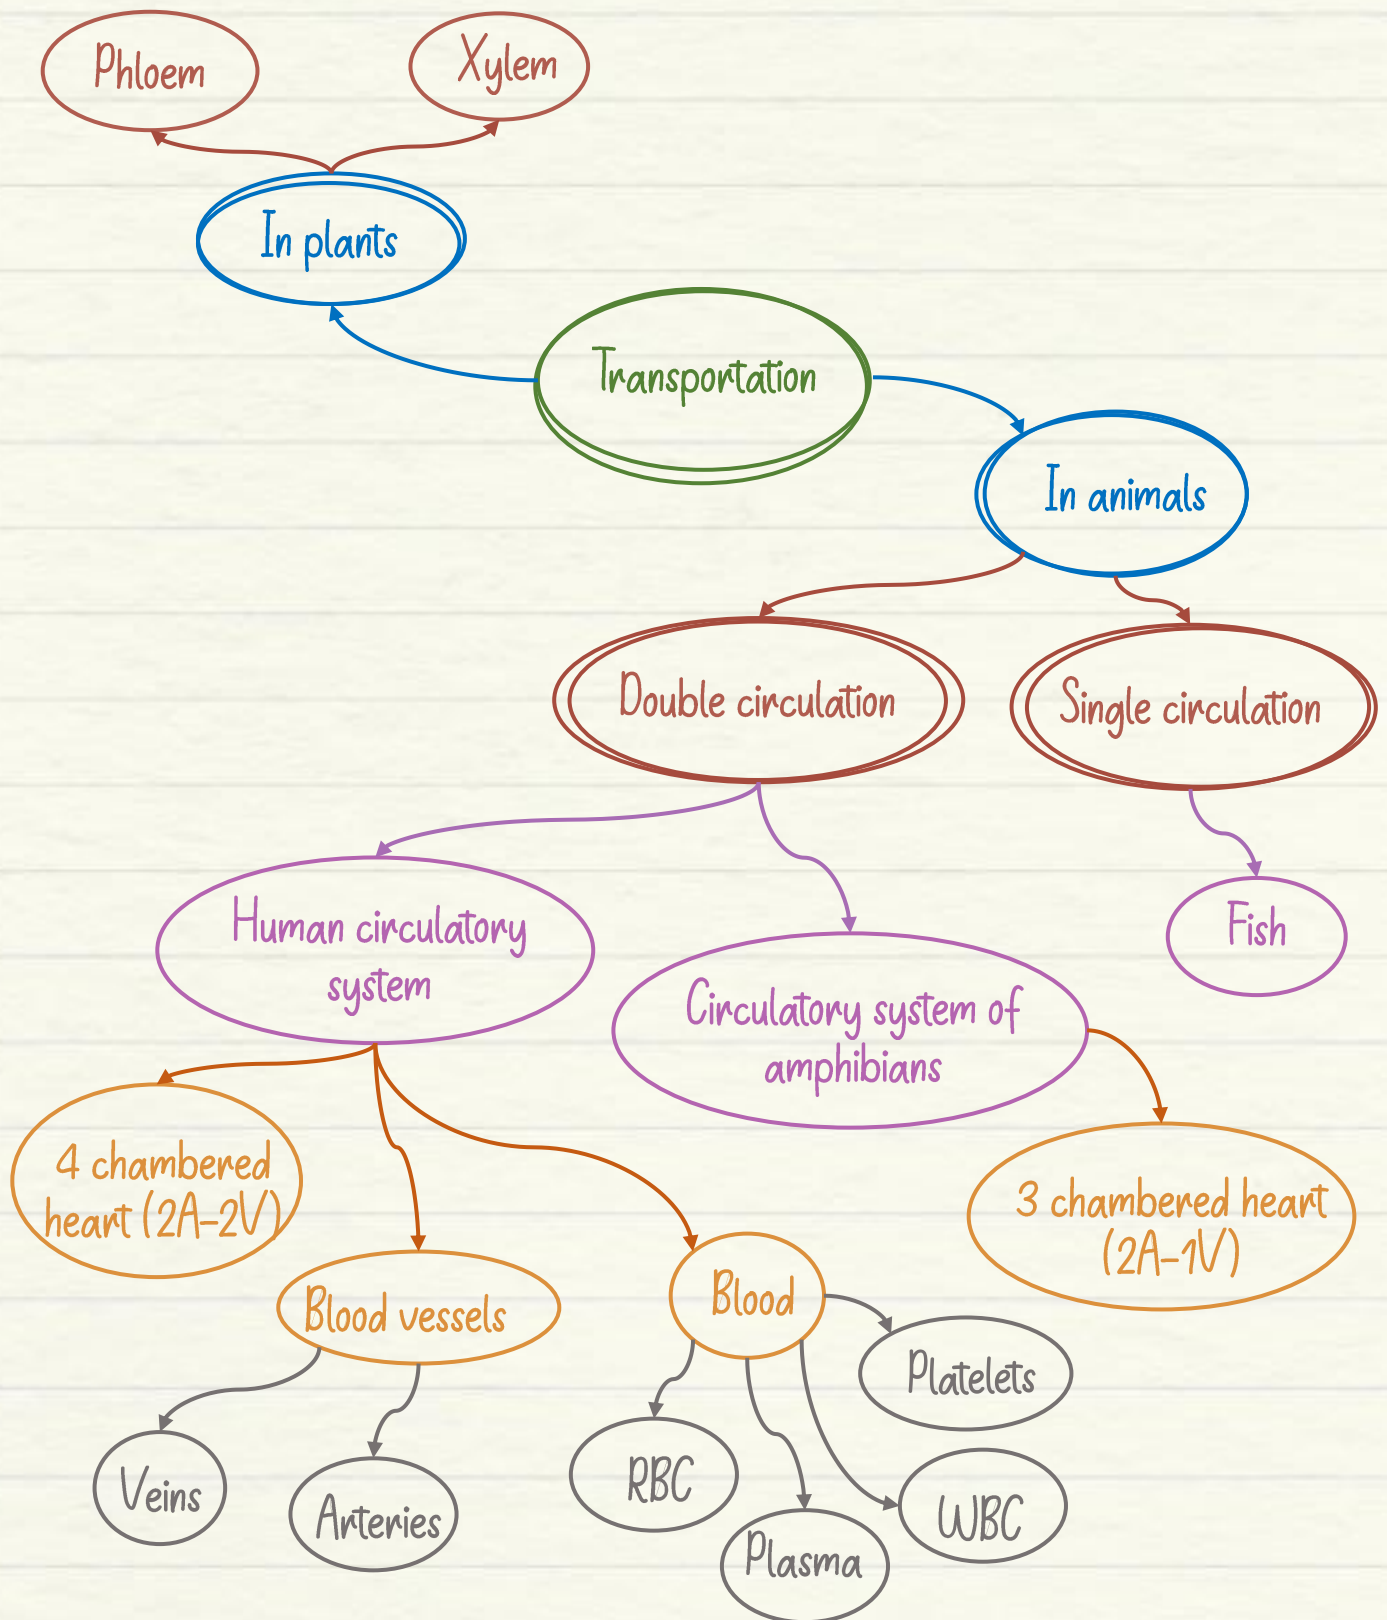 Phloem
Xylem
In plants
Transportation
In animals
Double circulation
Single circulation
Human circulatory
system
Fish
Circulatory system of
amphibians
4 chambered
heart (2A-2V)
3 chambered heart
(2A-1V)
Blood vessels
Blood
Platelets
Veins
Arteries
RBC
WBC
Plasma